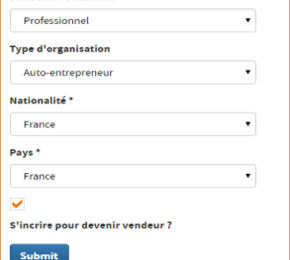 Professionnel
Type d'organisation
Auto-entrepreneur
Nationalité *
France
Pays *
France
S'incrire pour devenir vendeur ?
Submit